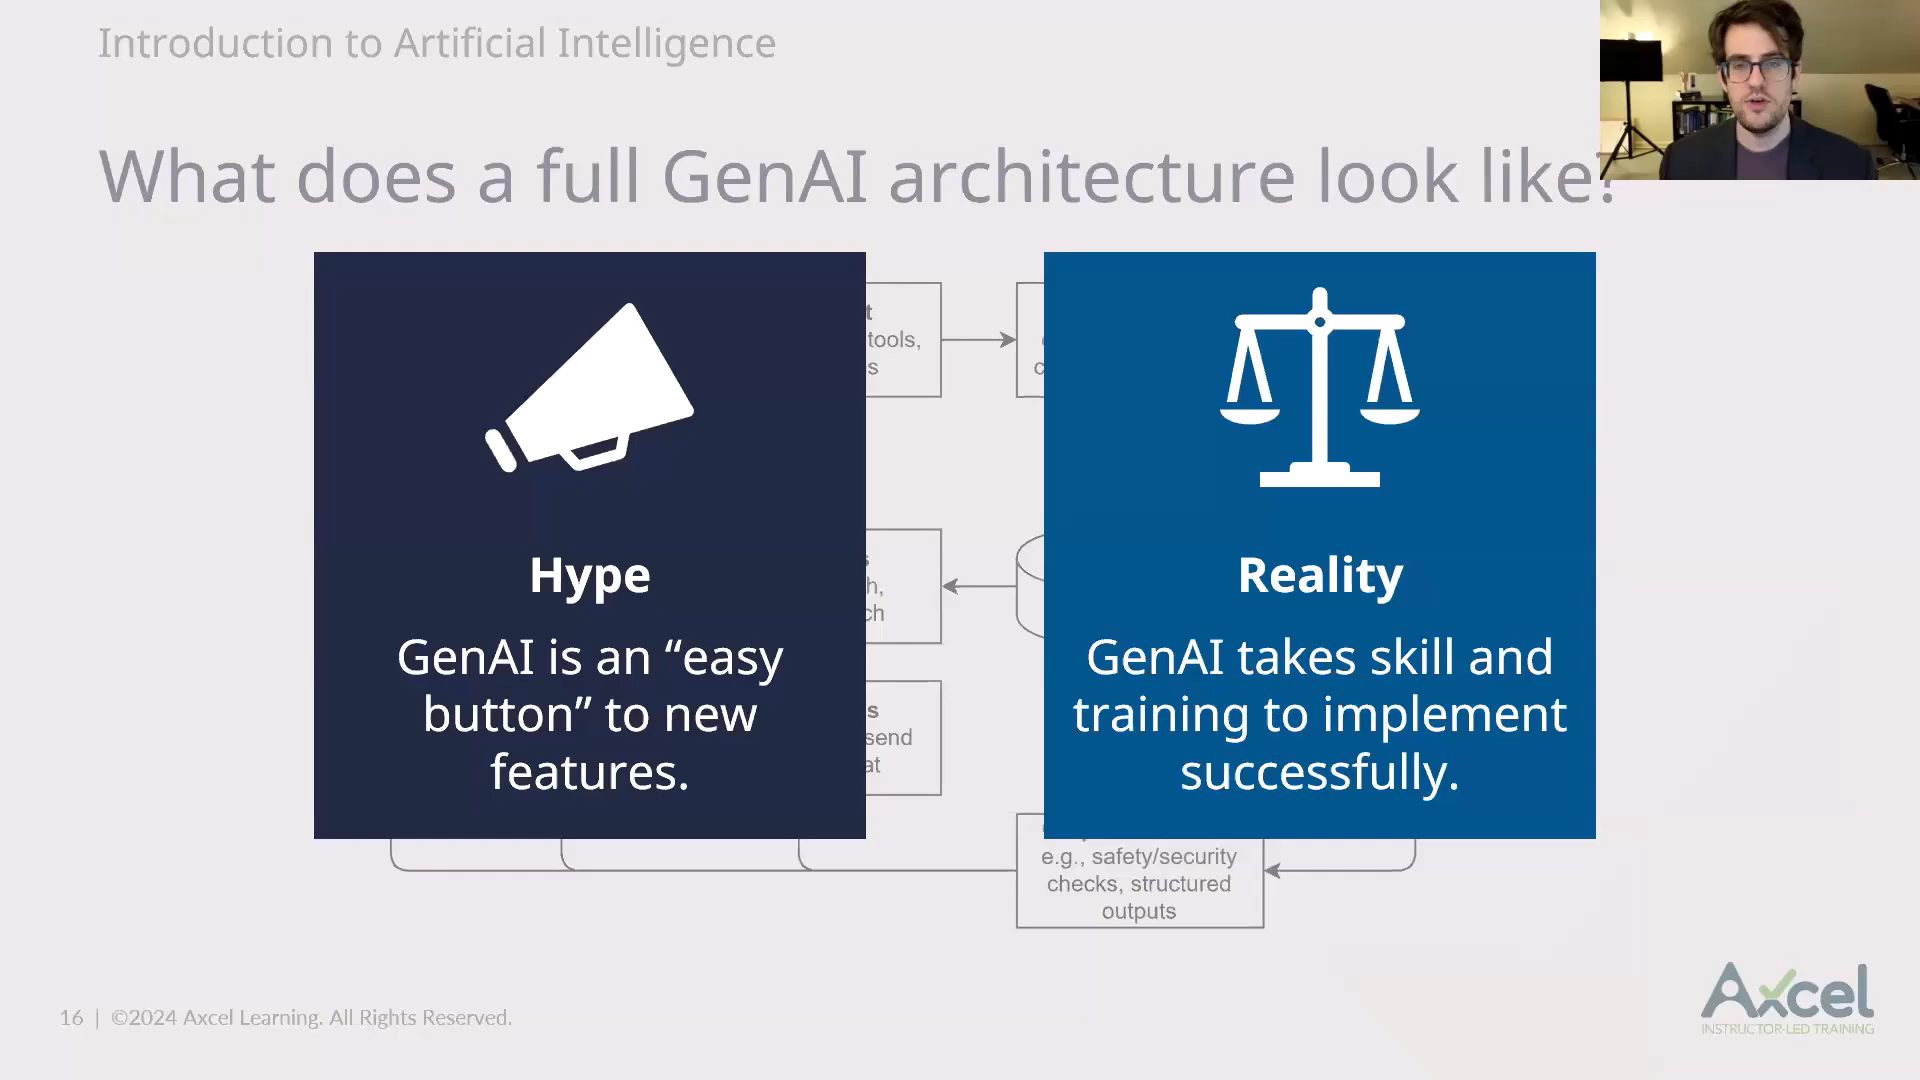 Introduction to Artificial Intelligence
What does a full GenAI architecture look like?
t
tools,
s
c
Hype
GenAI is an “easy
button” to new
features.
h,
ch
s
send
at
Reality
GenAI takes skill and
training to implement
successfully.
e.g., safety/security
checks, structured
outputs
16 | ©2024 Axcel Learning. All Rights Reserved.
Axcel
INSTRUCTOR-LED TRAINING